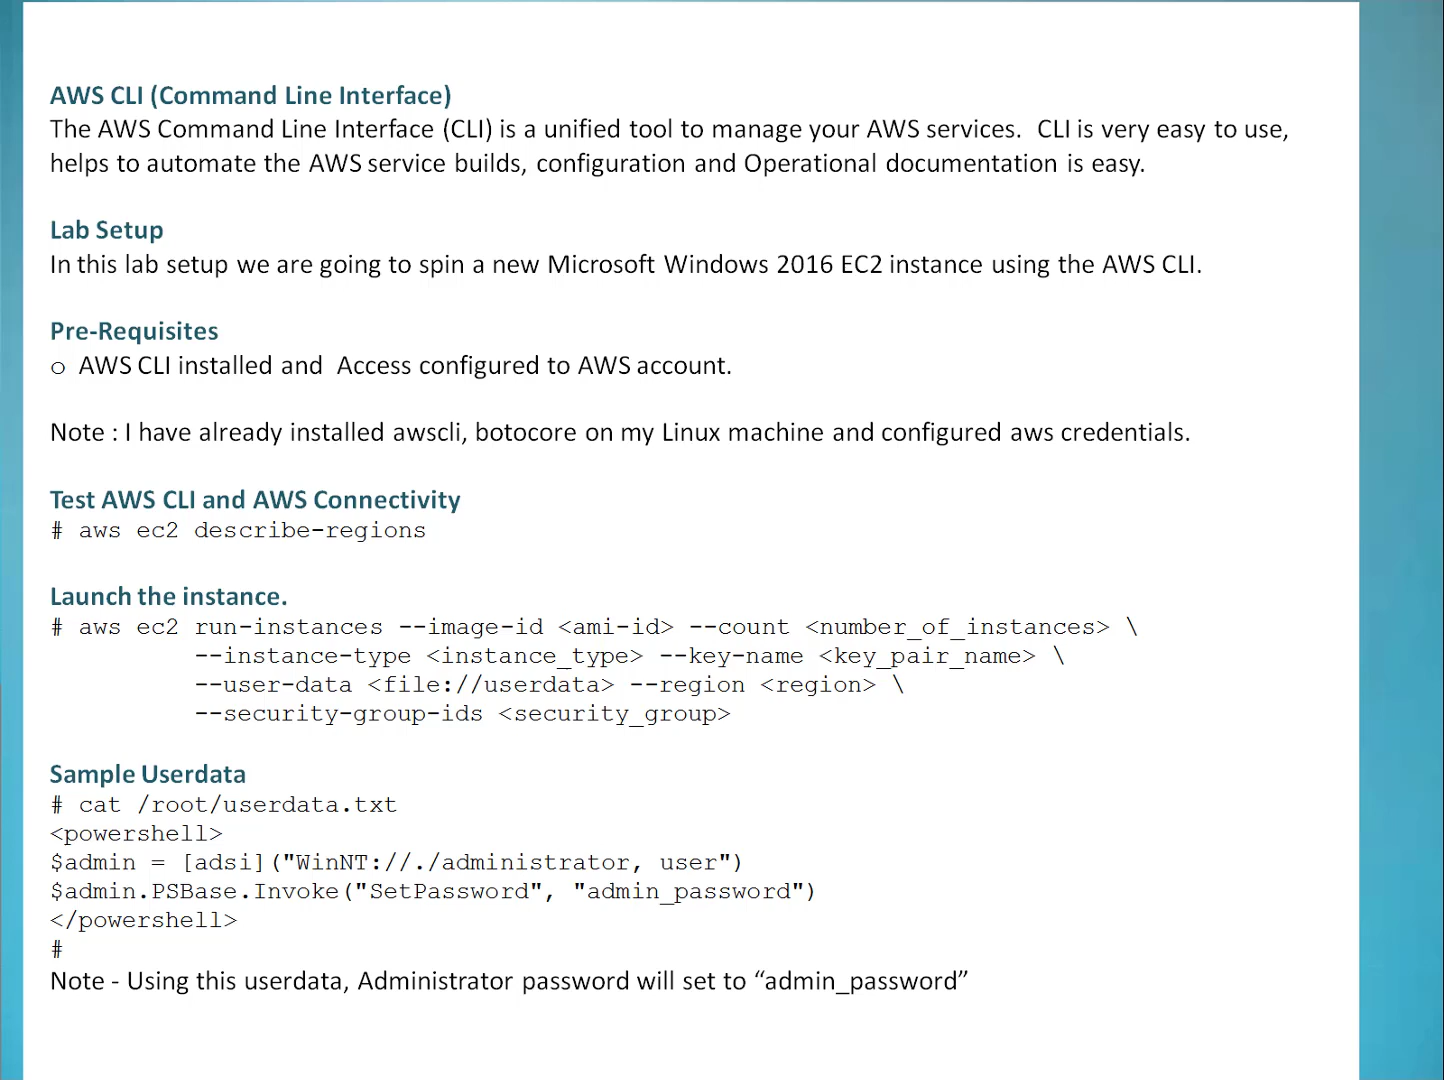 AWS CLI (Command Line Interface)
The AWS Command Line Interface (CLI) is a unified tool to manage your AWS services.  CLI is very easy to use,
helps to automate the AWS service builds, configuration and Operational documentation is easy.
Lab Setup
In this lab setup we are going to spin a new Microsoft Windows 2016 EC2 instance using the AWS CLI.
Pre-Requisites
o AWS CLI installed and  Access configured to AWS account.
Note : I have already installed awscli, botocore on my Linux machine and configured aws credentials.
Test AWS CLI and AWS Connectivity
# aws ec2 describe-regions
Launch the instance.
# aws ec2 run-instances --image-id <ami-id> --count <number_of_instances> \
--instance-type <instance_type> --key-name <key_pair_name> \
--user-data <file://userdata> --region <region> \
--security-group-ids <security_group>
Sample Userdata
# cat /root/userdata.txt
<powershell>
$admin = [adsi]("WinNT://./administrator, user")
$admin.PSBase.Invoke("SetPassword", "admin_password")
</powershell>
#
Note - Using this userdata, Administrator password will set to “admin_password”